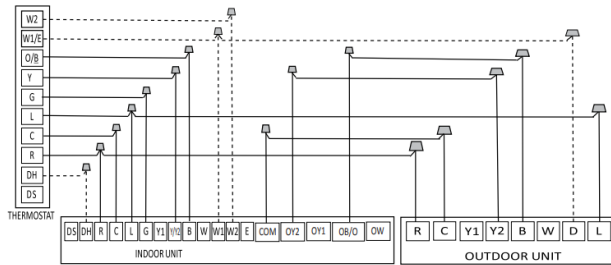 W2
W1/E
O/B
Y
G
L
C
R
DH
DS
THERMOSTAT
DS DH R C L G Y1 Y/Y2 B W W1 W2 E COM OY2 OY1 OB/O OW
INDOOR UNIT
R C Y1 Y2 B W D L
OUTDOOR UNIT